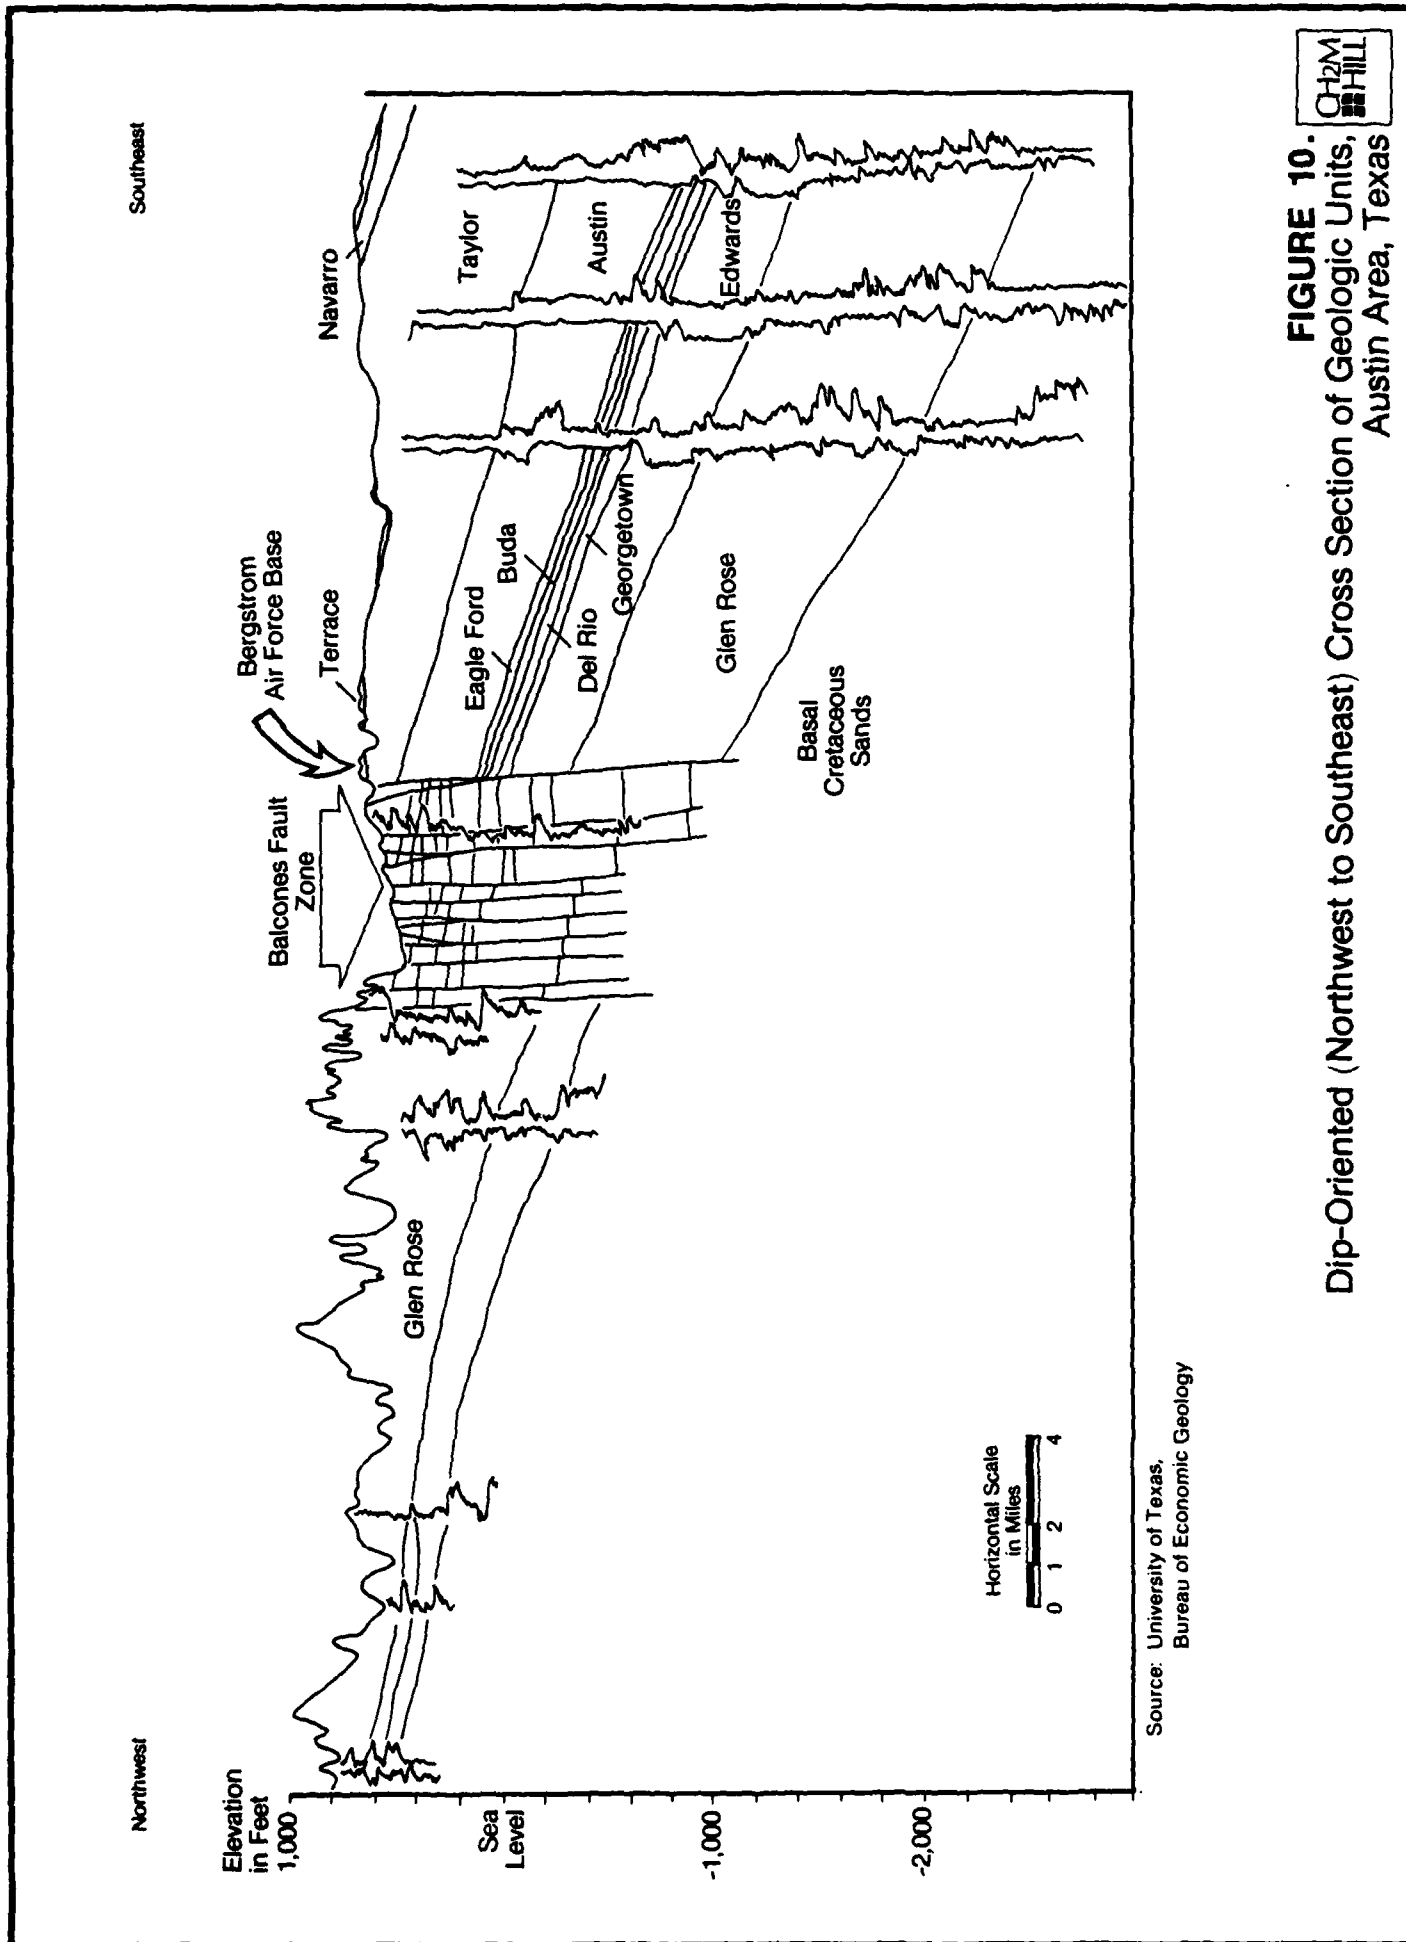 Northwest
Southeast
Elevation
in Feet
1,000
Sea
Level
-1,000
-2,000
Balcones Fault
Zone
Bergstrom
Air Force Base
Terrace
Navarro
Taylor
Austin
Edwards
Eagle Ford
Buda
Del Rio
Georgetown
Glen Rose
Glen Rose
Basal
Cretaceous
Sands
Horizontal Scale
in Miles
0 1 2 4
Source: University of Texas,
Bureau of Economic Geology
FIGURE 10.
Dip-Oriented (Northwest to Southeast) Cross Section of Geologic Units,
Austin Area, Texas
CH2M
HILL